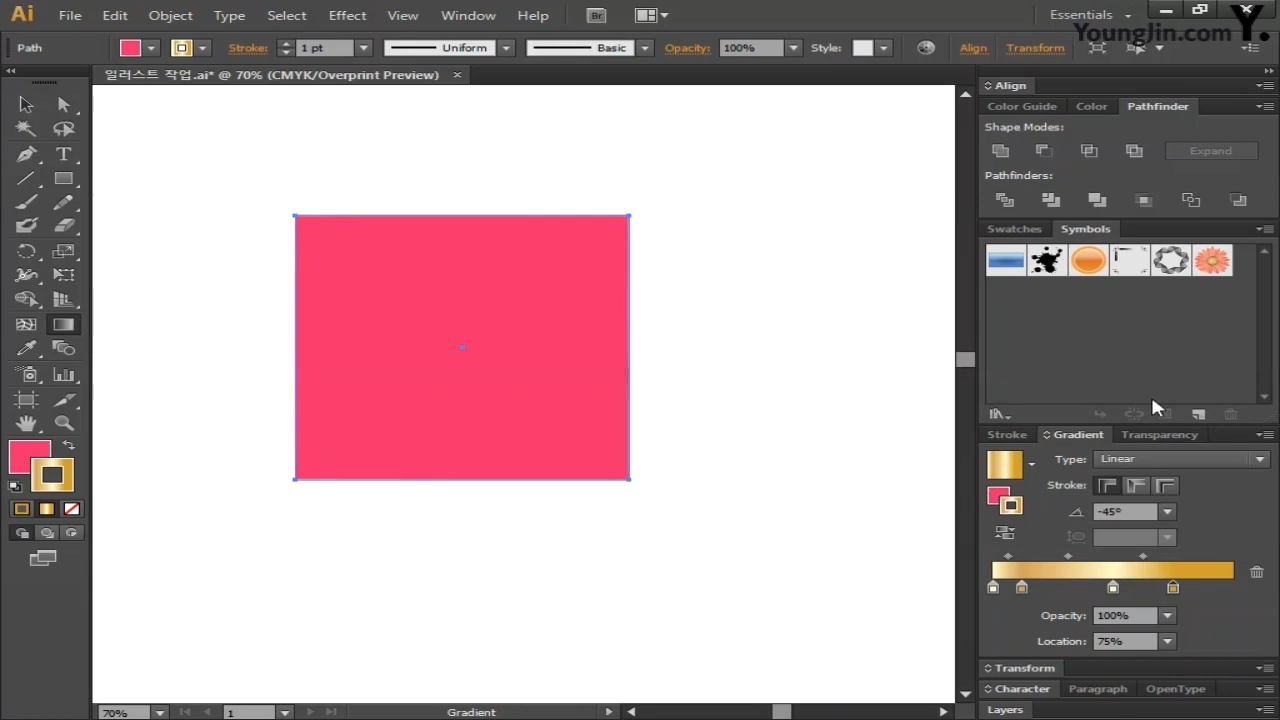 Ai File Edit Object Type Select Effect View Window Help Br Essentials
YoungJin.com Y.
Path Stroke: 1 pt Uniform Basic Opacity: 100% Style: Align Transform
일러스트 작업.ai* @ 70% (CMYK/Overprint Preview)
Align
Color Guide Color Pathfinder
Shape Modes:
Expand
Pathfinders:
Swatches Symbols
Stroke Gradient Transparency
Type: Linear
Stroke:
-45°
Opacity: 100%
Location: 75%
Transform
Character Paragraph OpenType
Layers
70% 1 Gradient